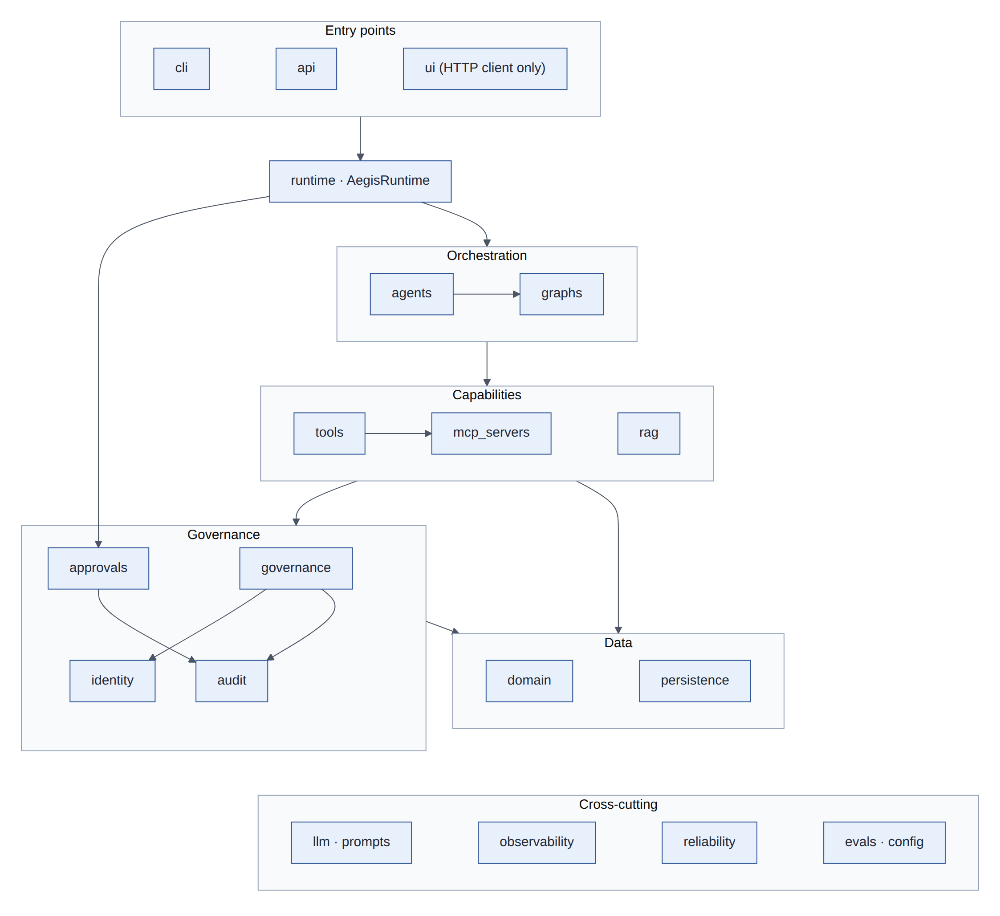 Entry points
cli
api
ui (HTTP client only)
runtime · AegisRuntime
Orchestration
agents
graphs
Capabilities
tools
mcp_servers
rag
Governance
approvals
governance
identity
audit
Data
domain
persistence
Cross-cutting
llm · prompts
observability
reliability
evals · config